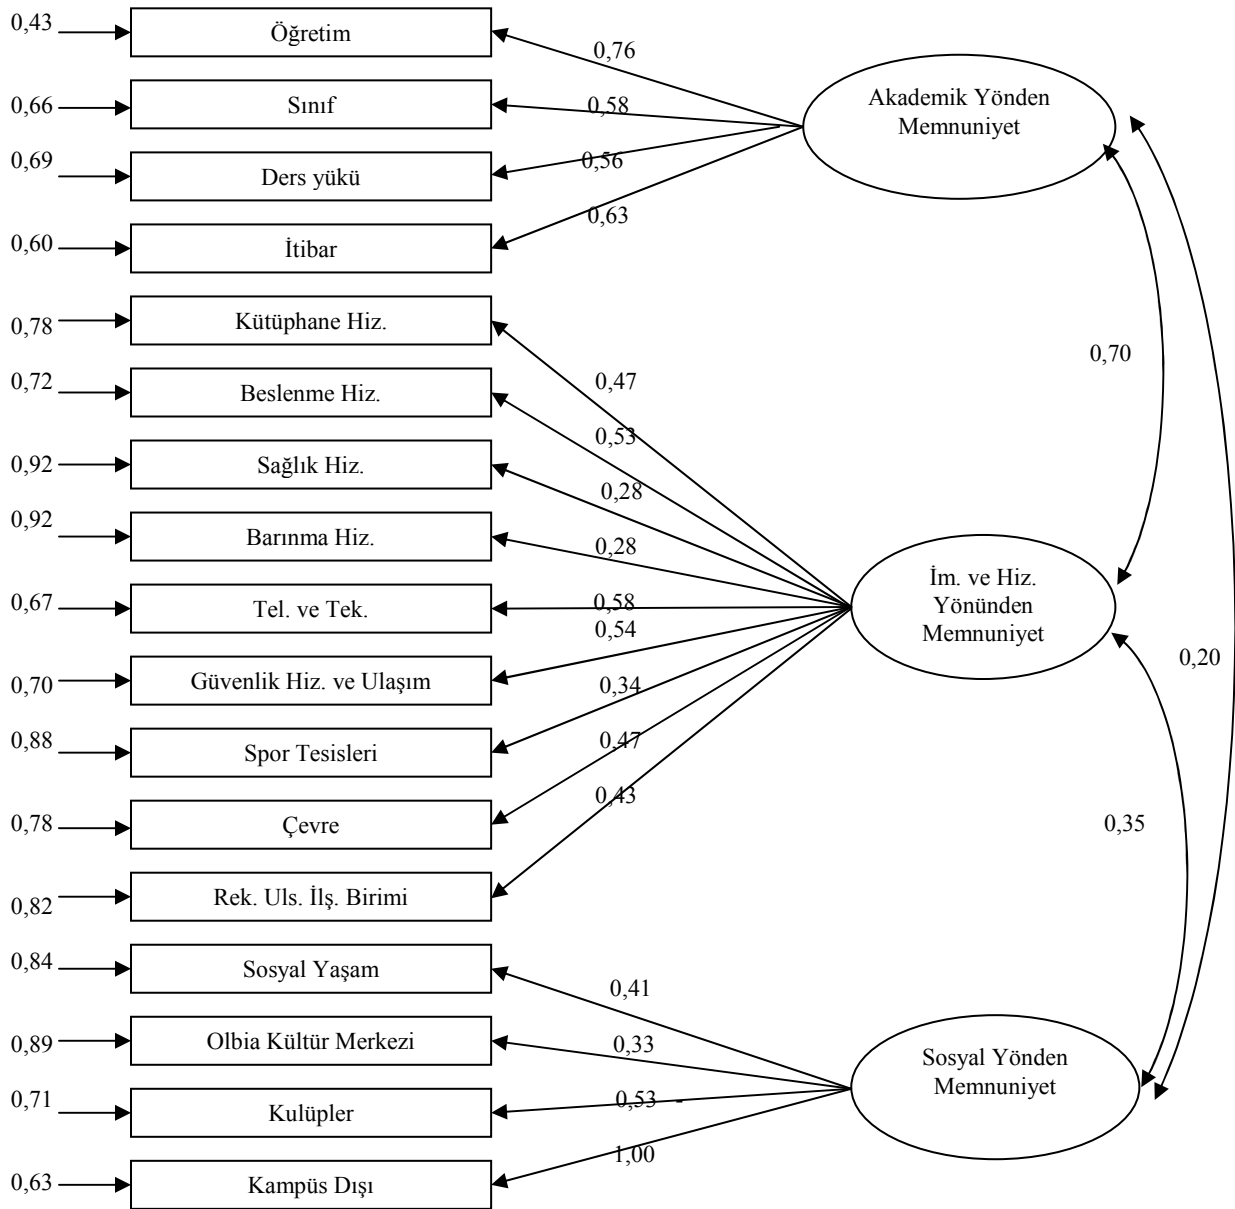 0,43
Öğretim
0,76
0,66
Sınıf
0,58
Akademik Yönden
Memnuniyet
0,69
Ders yükü
0,56
0,60
İtibar
0,63
0,78
Kütüphane Hiz.
0,47
0,70
0,72
Beslenme Hiz.
0,53
0,92
Sağlık Hiz.
0,28
0,92
Barınma Hiz.
0,28
0,67
Tel. ve Tek.
0,58
İm. ve Hiz.
Yönünden
Memnuniyet
0,70
Güvenlik Hiz. ve Ulaşım
0,54
0,20
0,88
Spor Tesisleri
0,34
0,78
Çevre
0,47
0,35
0,82
Rek. Uls. İlş. Birimi
0,43
0,84
Sosyal Yaşam
0,41
0,89
Olbia Kültür Merkezi
0,33
Sosyal Yönden
Memnuniyet
0,71
Kulüpler
0,53 -
0,63
Kampüs Dışı
1,00